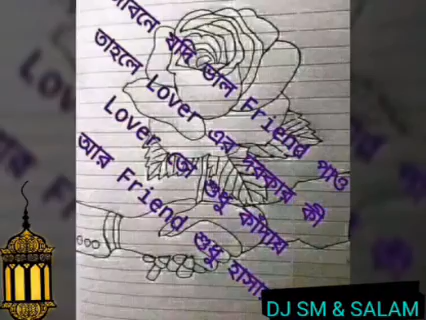 জীবনে যদি ভাল Friend পাও
তাহলে Lover এর দরকার কী
Lover তো শুধু কাদায়
আর Friend শুধু হাসায়
DJ SM & SALAM